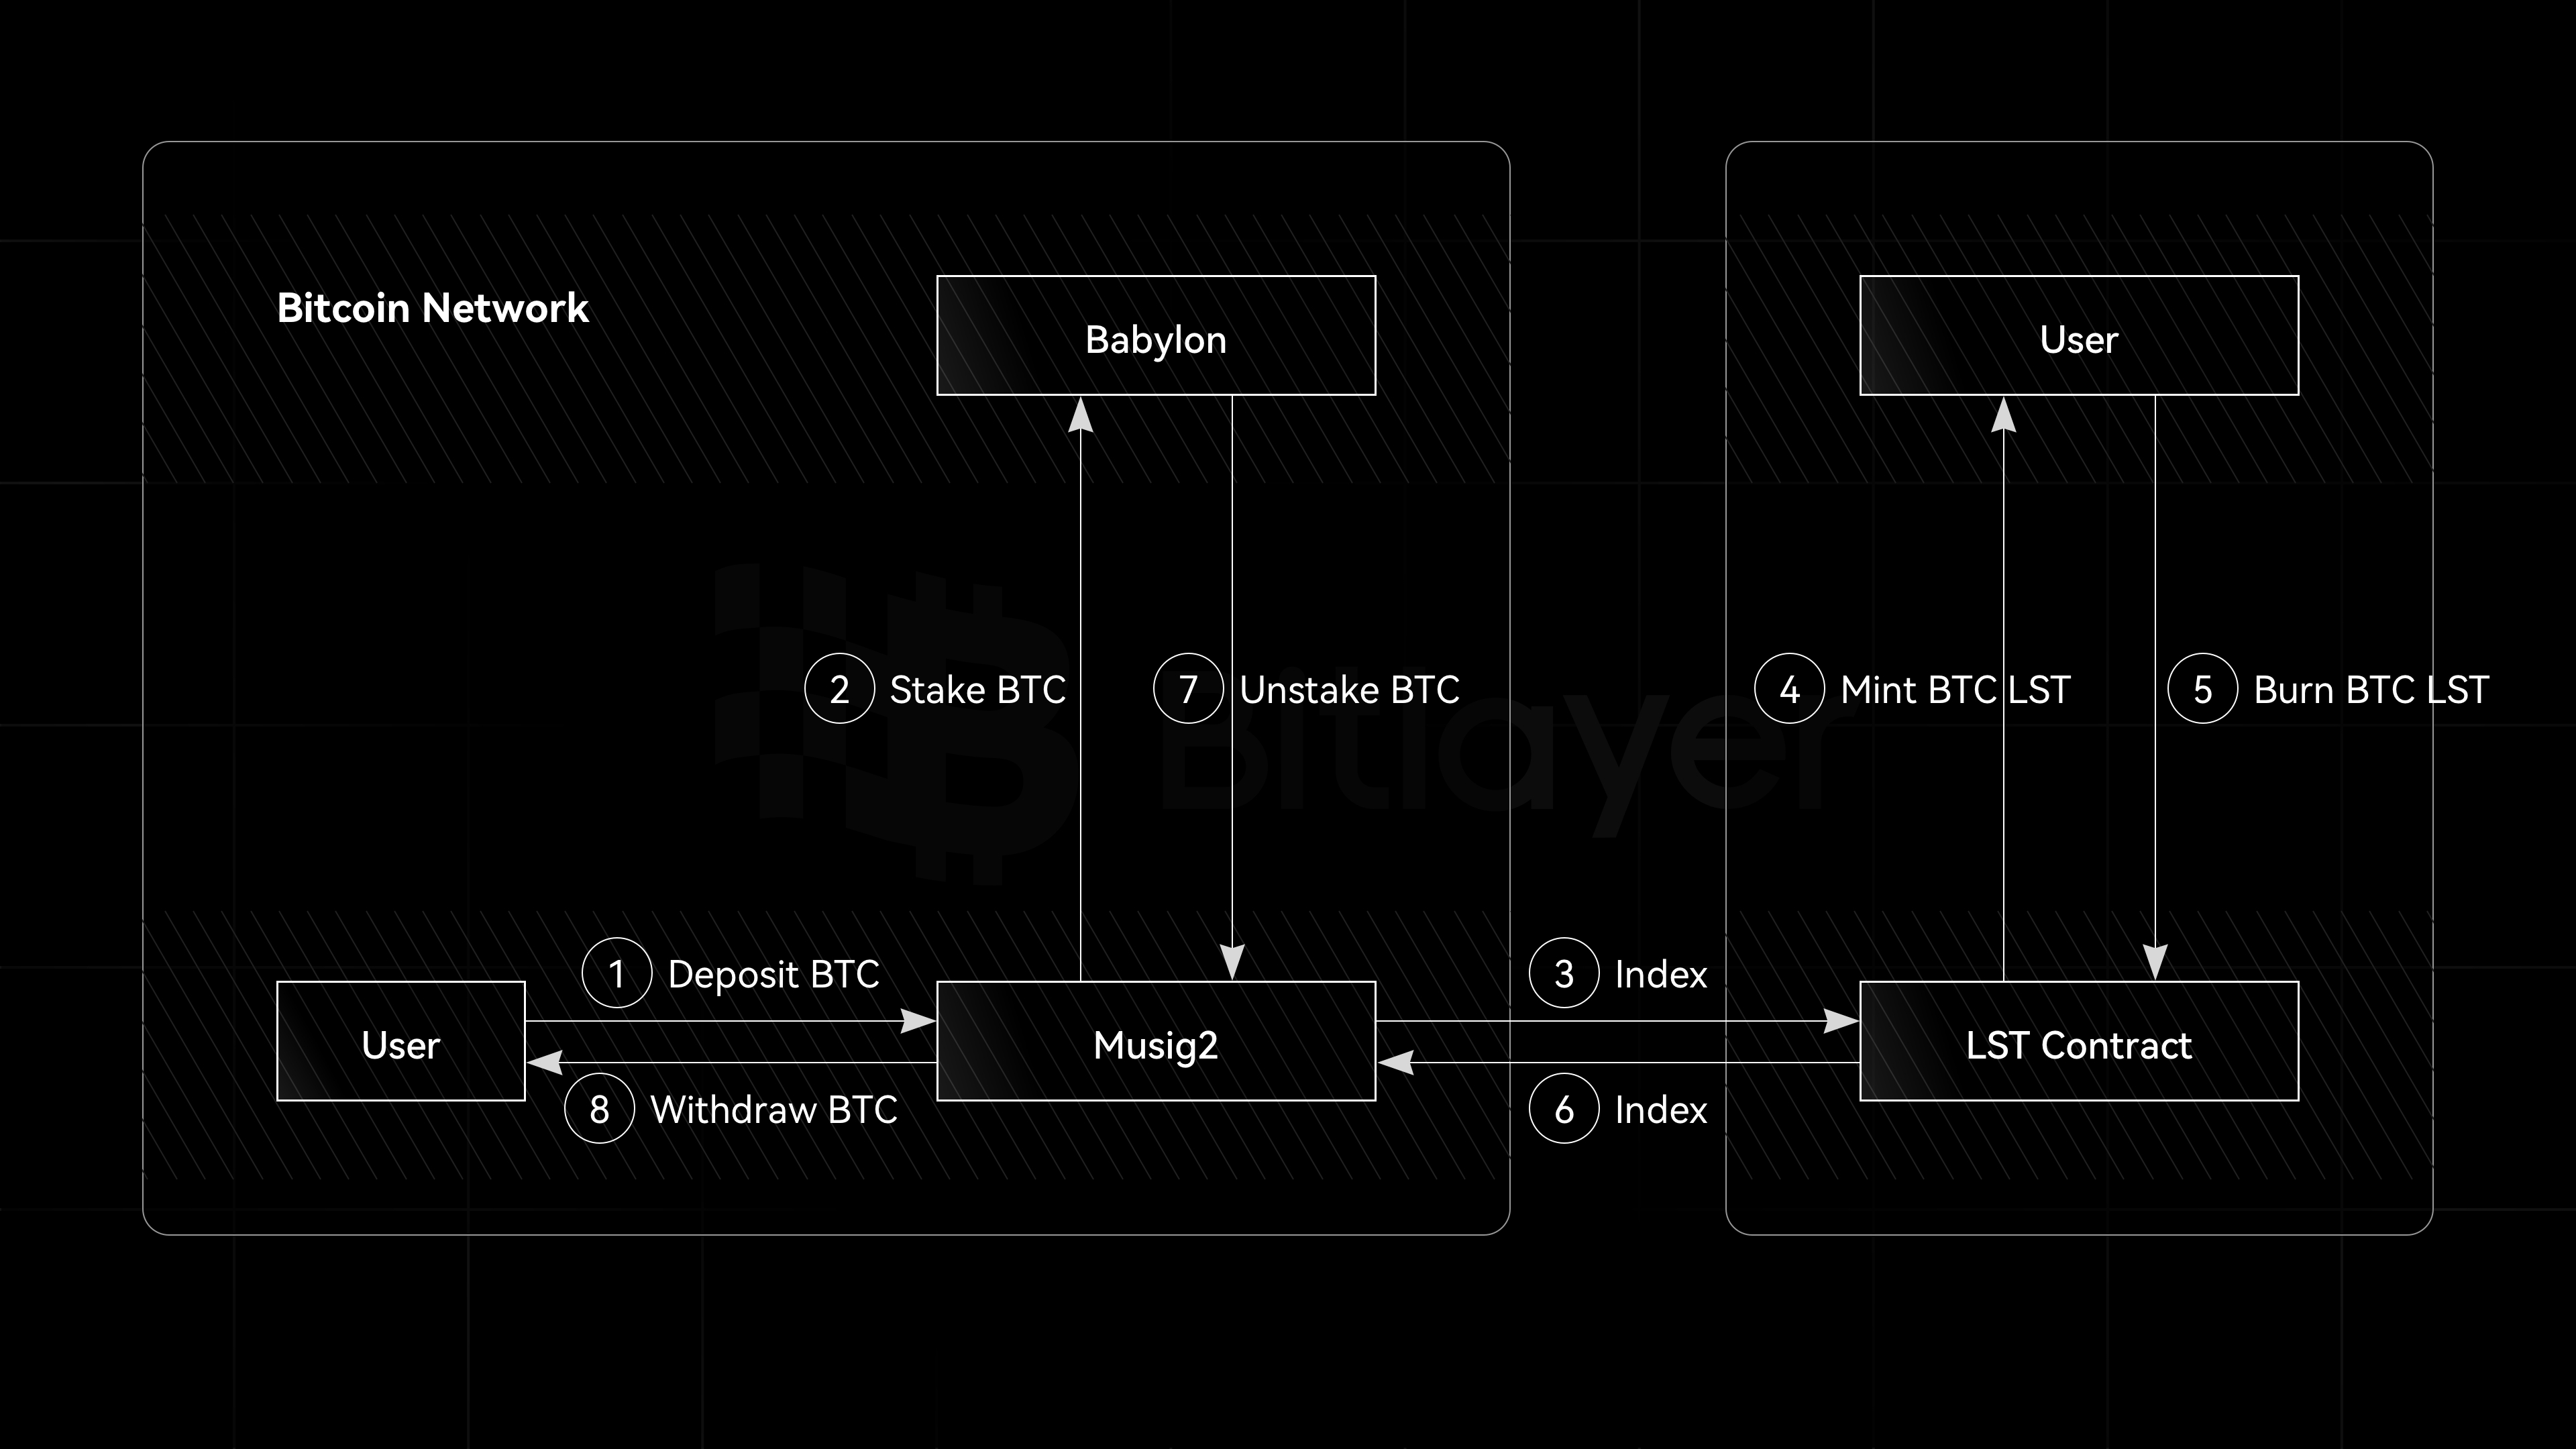 Bitcoin Network
Babylon
User
2 Stake BTC
7 Unstake BTC
4 Mint BTC LST
5 Burn BTC LST
Bitlayer
1 Deposit BTC
3 Index
User
Musig2
LST Contract
8 Withdraw BTC
6 Index